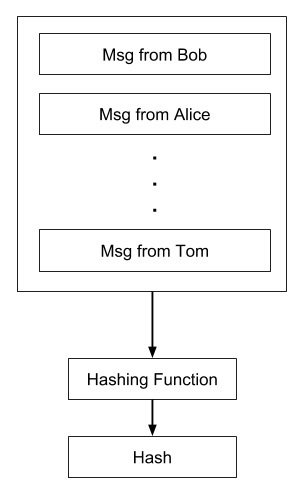 Msg from Bob
Msg from Alice
.
.
.
Msg from Tom
Hashing Function
Hash